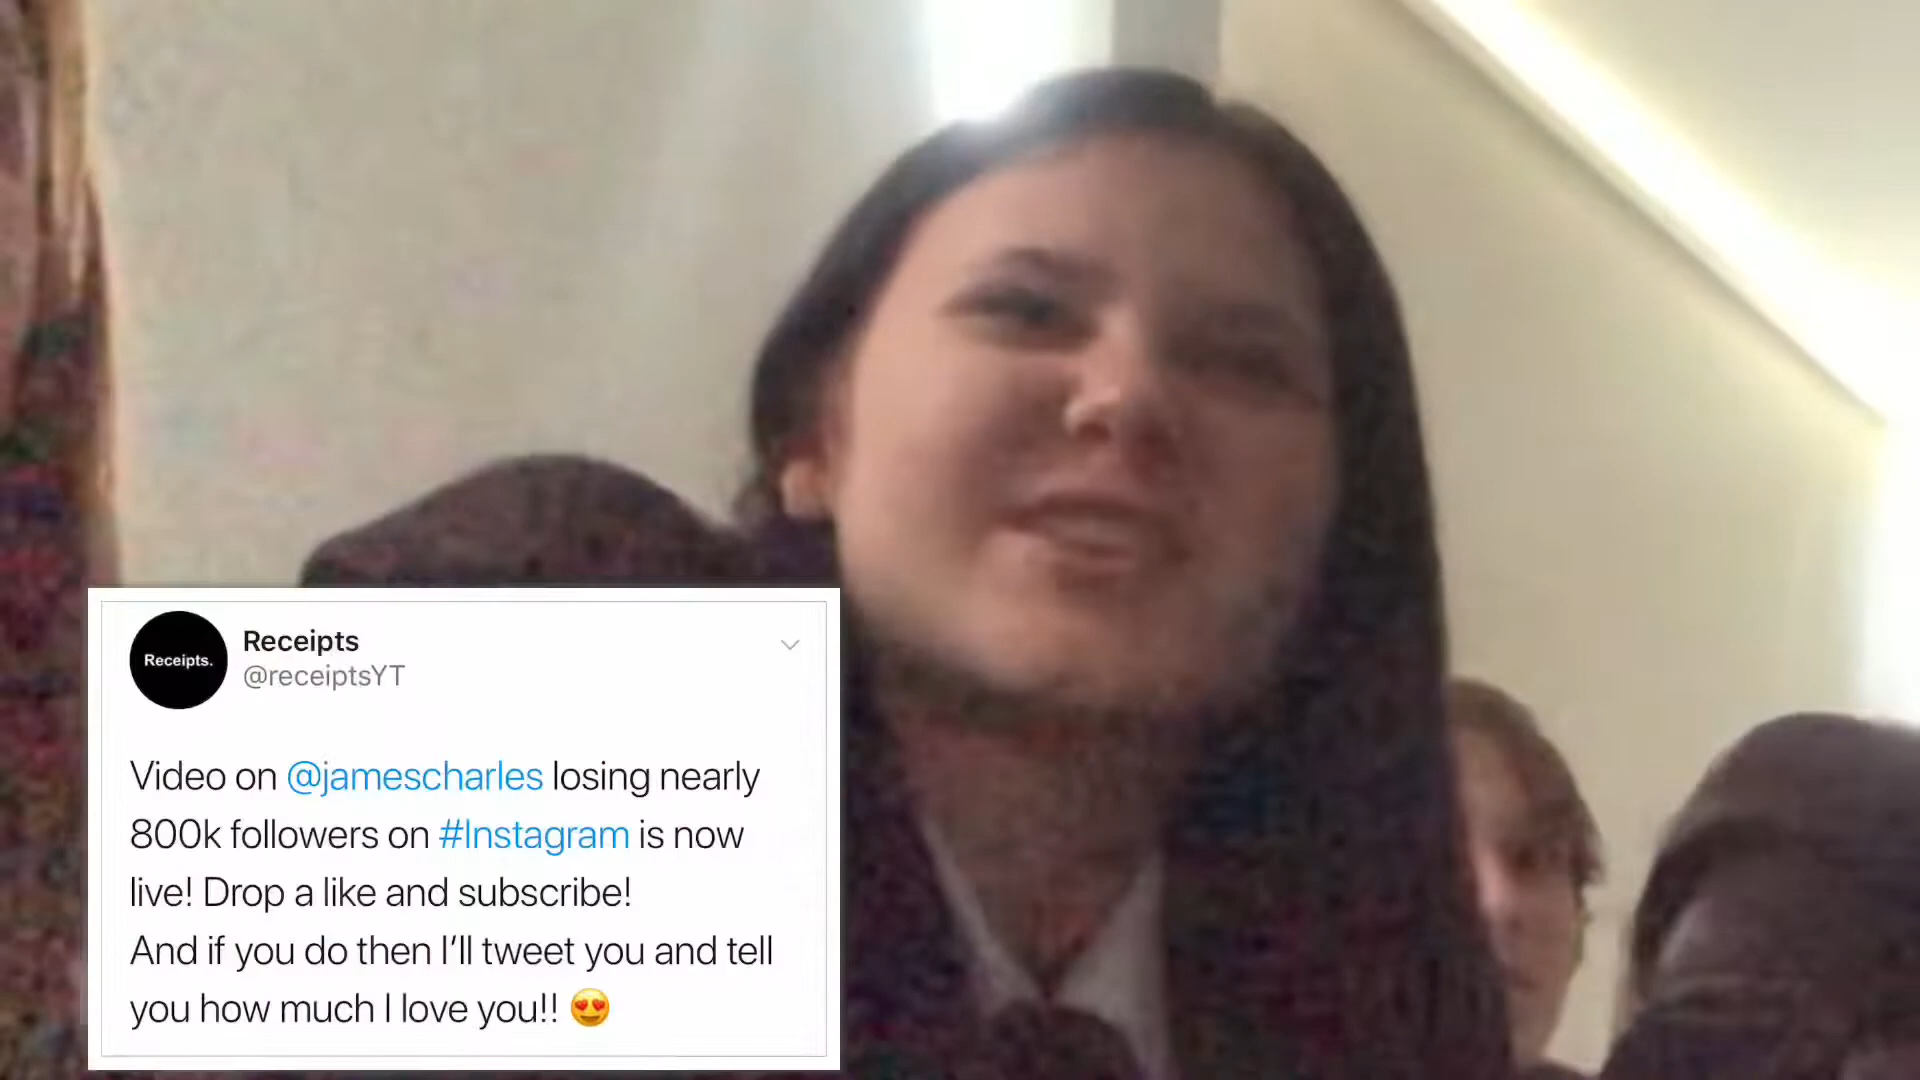 Receipts.
Receipts
@receiptsYT
Video on @jamescharles losing nearly
800k followers on #Instagram is now
live! Drop a like and subscribe!
And if you do then I’ll tweet you and tell
you how much I love you!! 😍